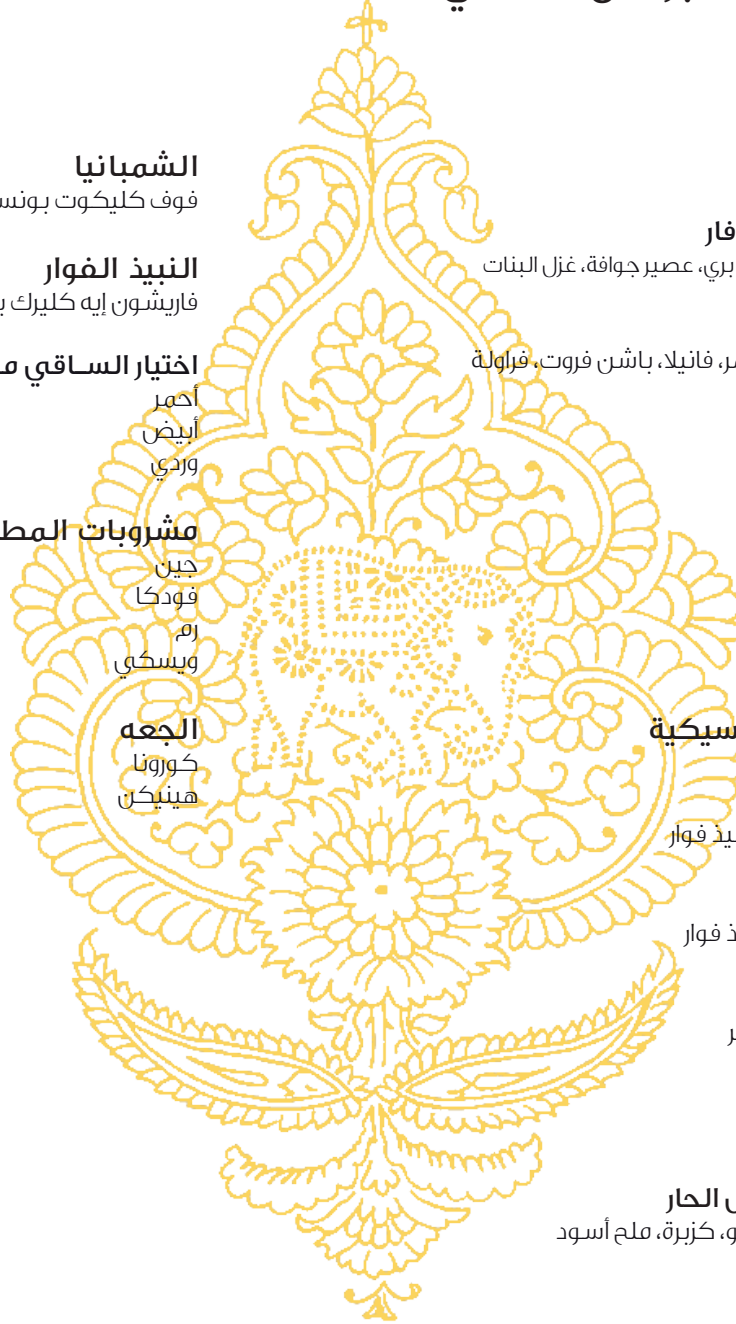 فار
بري، عصير جوافة، غزل البنات
مر، فانيلا، باشن فروت، فراولة
سيكية
يذ فوار
ذ فوار
ر
الحار
و، كزبرة، ملح أسود
الشمبانيا
فوف كليكوت بونس
النبيذ الفوار
فاريشون إيه كليرك ب
اختيار الساقي م
أحمر
أبيض
وردي
مشروبات المط
جين
فودكا
رم
ويسكي
الجعه
كورونا
هينيكن